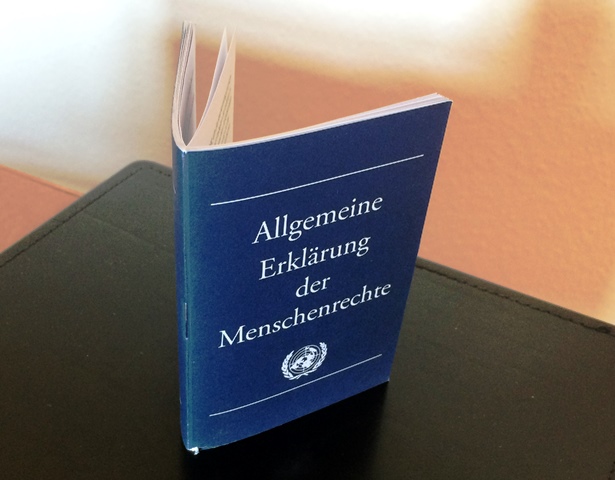 Allgemeine
Erklärung
der
Menschenrechte